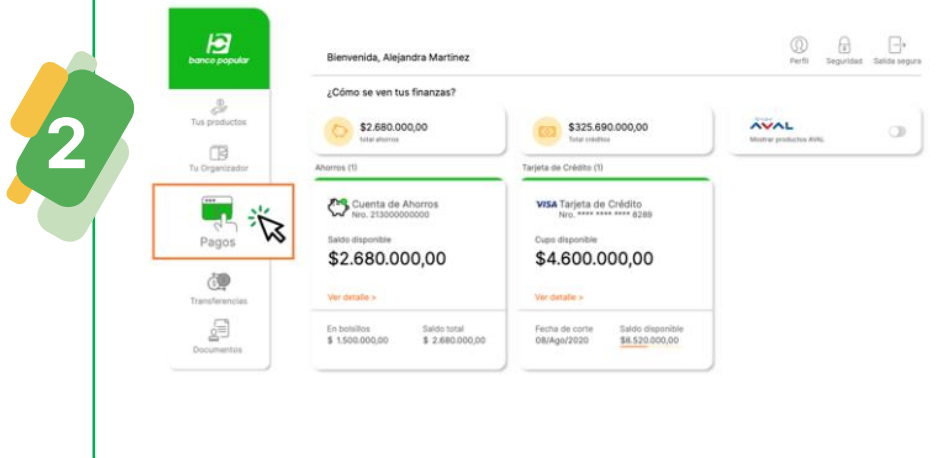 2
banco popular
Bienvenida, Alejandra Martinez
Perfil
Seguridad
Salida segura
¿Cómo se ven tus finanzas?
Tus productos
Tu Organizador
Pagos
Transferencias
Documentos
$2.680.000,00
total ahorros
$325.690.000,00
Total créditos
Grupo
AVAL
Mostrar productos AVAL
Ahorros (1)
Tarjeta de Crédito (1)
Cuenta de Ahorros
Nro. 213000000000
Saldo disponible
$2.680.000,00
Ver detalle >
En bolsillos
$ 1.500.000,00
Saldo total
$ 2.680.000,00
VISA Tarjeta de Crédito
Nro. **** **** **** 8289
Cupo disponible
$4.600.000,00
Ver detalle >
Fecha de corte
08/Ago/2020
Saldo disponible
$8.520.000,00